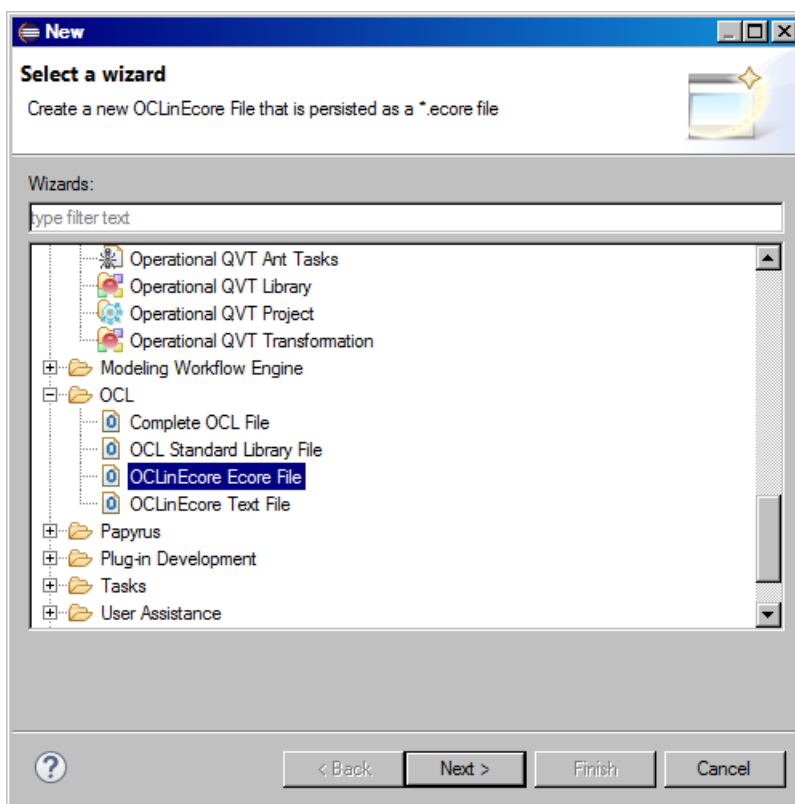 New
Select a wizard
Create a new OCLinEcore File that is persisted as a *.ecore file
Wizards:
type filter text
Operational QVT Ant Tasks
Operational QVT Library
Operational QVT Project
Operational QVT Transformation
Modeling Workflow Engine
OCL
Complete OCL File
OCL Standard Library File
OCLinEcore Ecore File
OCLinEcore Text File
Papyrus
Plug-in Development
Tasks
User Assistance
? < Back Next > Finish Cancel